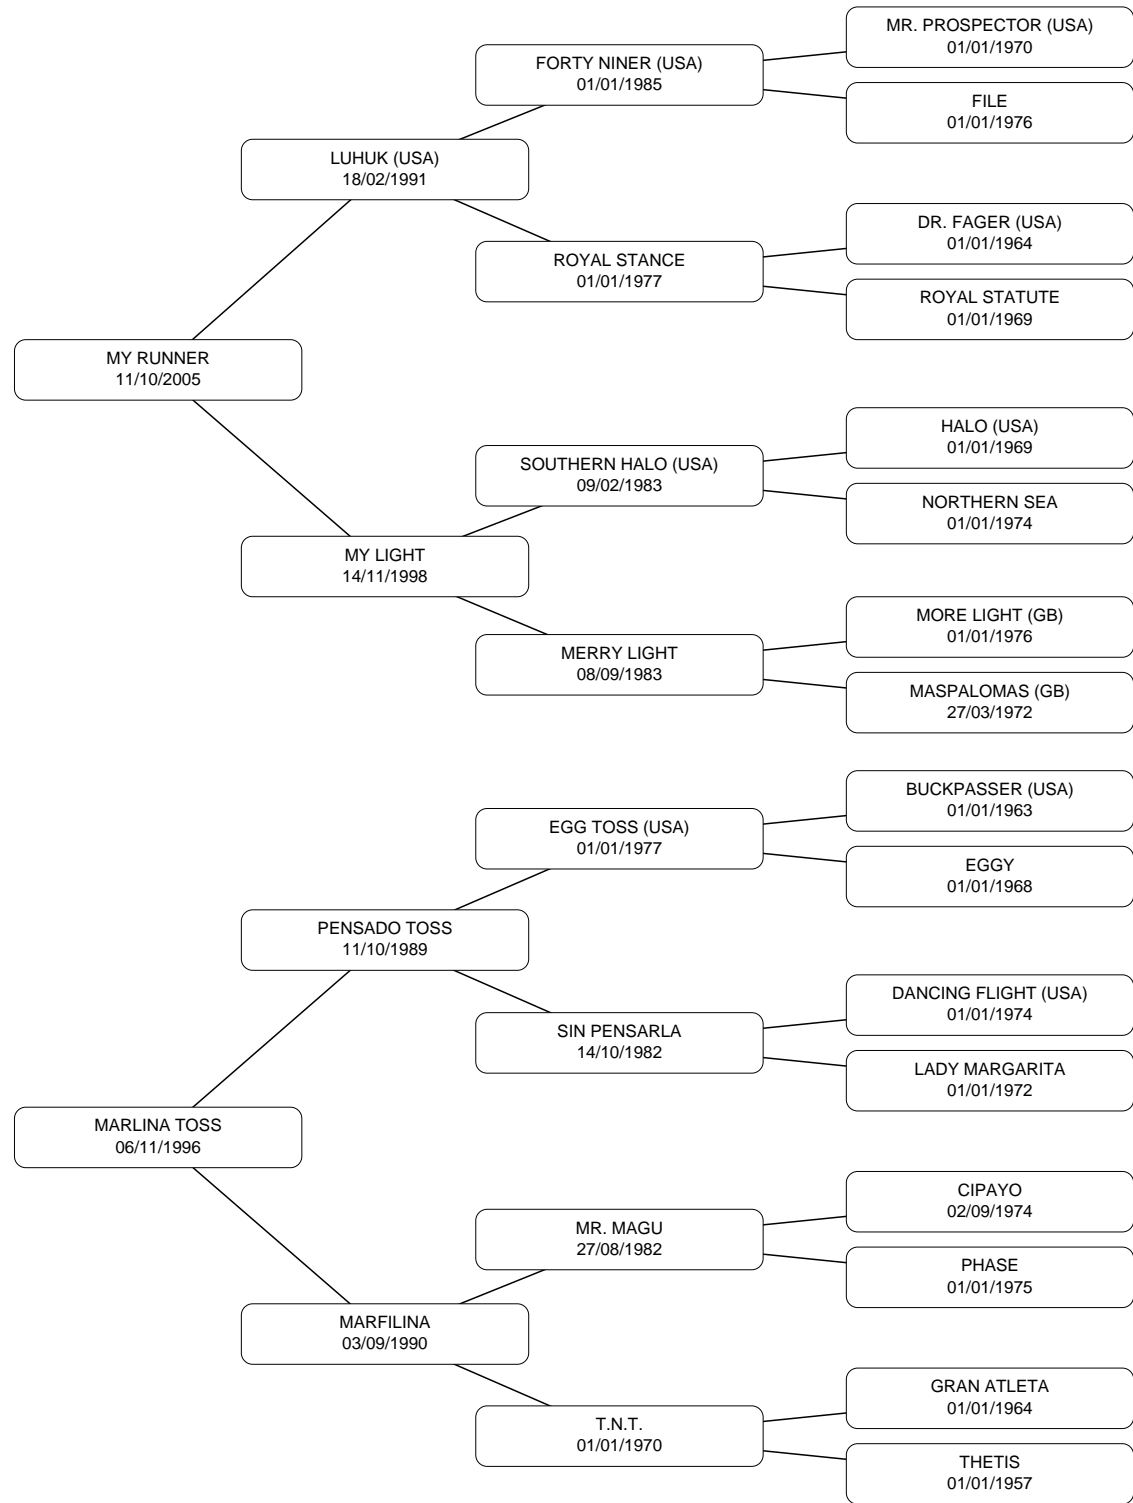 MR. PROSPECTOR (USA)
01/01/1970
FORTY NINER (USA)
01/01/1985
FILE
01/01/1976
LUHUK (USA)
18/02/1991
DR. FAGER (USA)
01/01/1964
ROYAL STANCE
01/01/1977
ROYAL STATUTE
01/01/1969
MY RUNNER
11/10/2005
HALO (USA)
01/01/1969
SOUTHERN HALO (USA)
09/02/1983
NORTHERN SEA
01/01/1974
MY LIGHT
14/11/1998
MORE LIGHT (GB)
01/01/1976
MERRY LIGHT
08/09/1983
MASPALOMAS (GB)
27/03/1972
BUCKPASSER (USA)
01/01/1963
EGG TOSS (USA)
01/01/1977
EGGY
01/01/1968
PENSADO TOSS
11/10/1989
DANCING FLIGHT (USA)
01/01/1974
SIN PENSARLA
14/10/1982
LADY MARGARITA
01/01/1972
MARLINA TOSS
06/11/1996
CIPAYO
02/09/1974
MR. MAGU
27/08/1982
PHASE
01/01/1975
MARFILINA
03/09/1990
GRAN ATLETA
01/01/1964
T.N.T.
01/01/1970
THETIS
01/01/1957